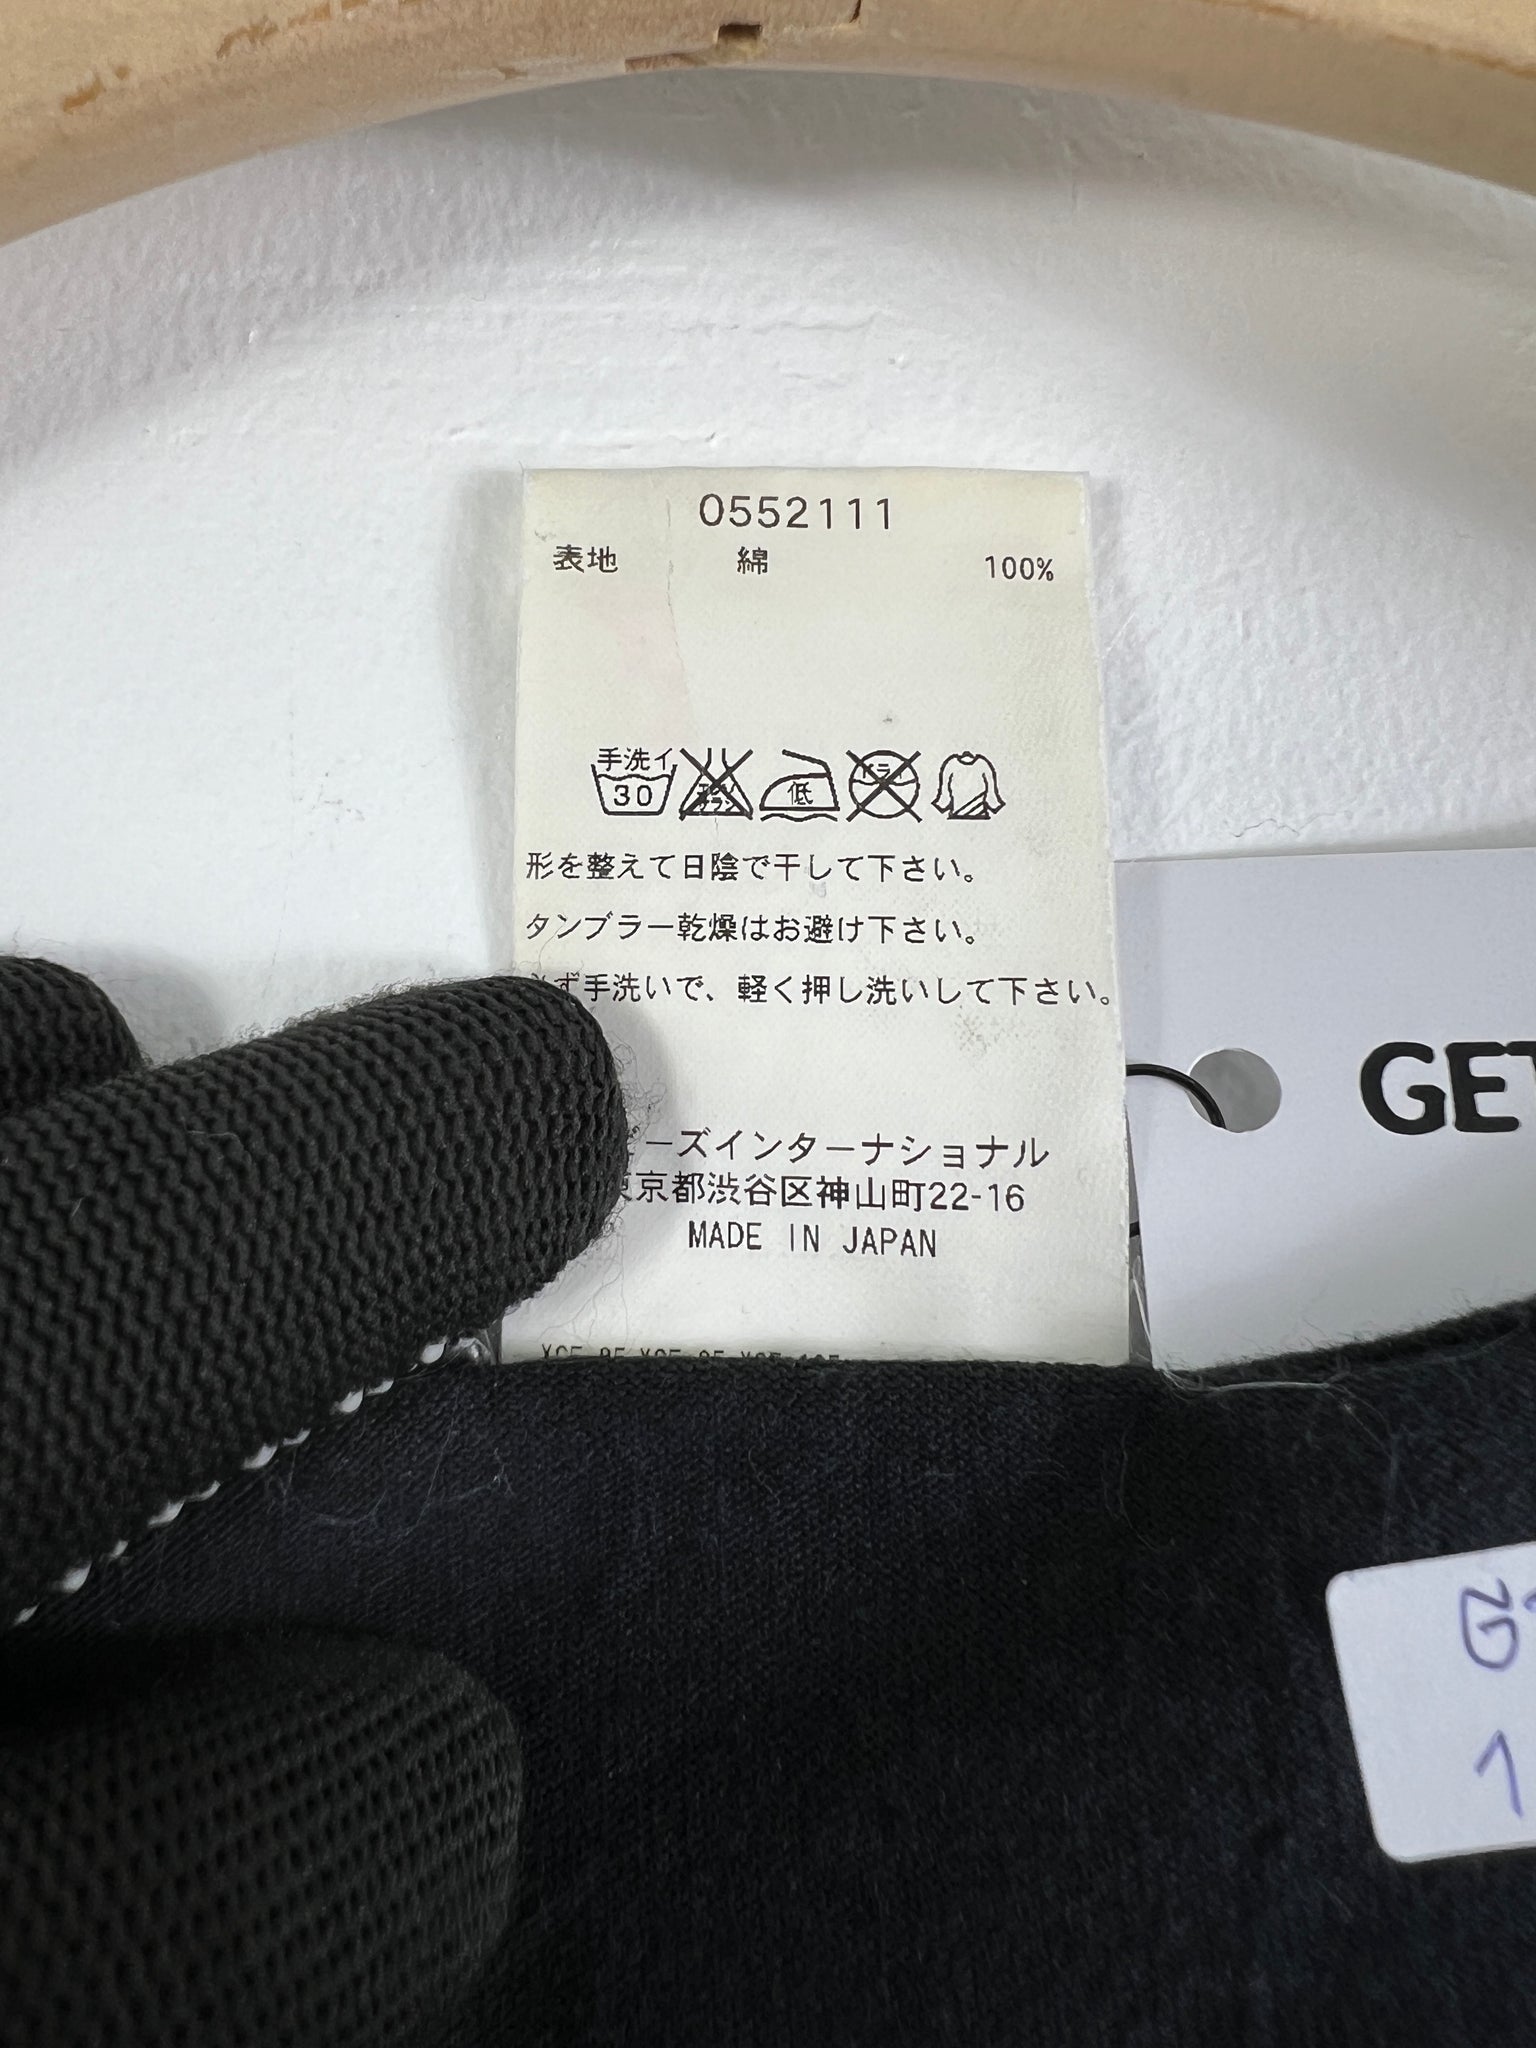 0552111
表地 綿 100%
手洗イ
30
低
形を整えて日陰で干して下さい。
タンブラー乾燥はお避け下さい。
必ず手洗いで、軽く押し洗いして下さい。
ーズインターナショナル
東京都渋谷区神山町22-16
MADE IN JAPAN
GET
G
1